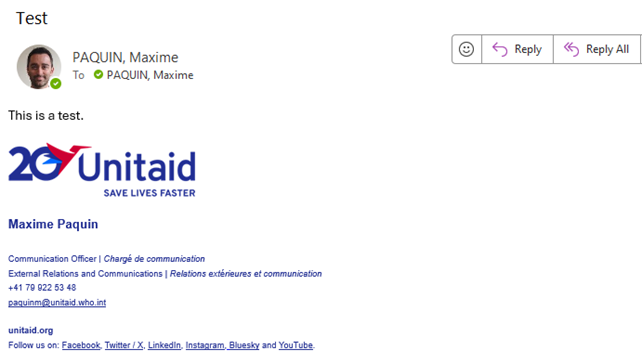 Test
PAQUIN, Maxime
To PAQUIN, Maxime
Reply
Reply All
This is a test.
20 Unitaid
SAVE LIVES FASTER
Maxime Paquin
Communication Officer | Chargé de communication
External Relations and Communications | Relations extérieures et communication
+41 79 922 53 48
paquinm@unitaid.who.int
unitaid.org
Follow us on: Facebook, Twitter / X, LinkedIn, Instagram, Bluesky and YouTube.